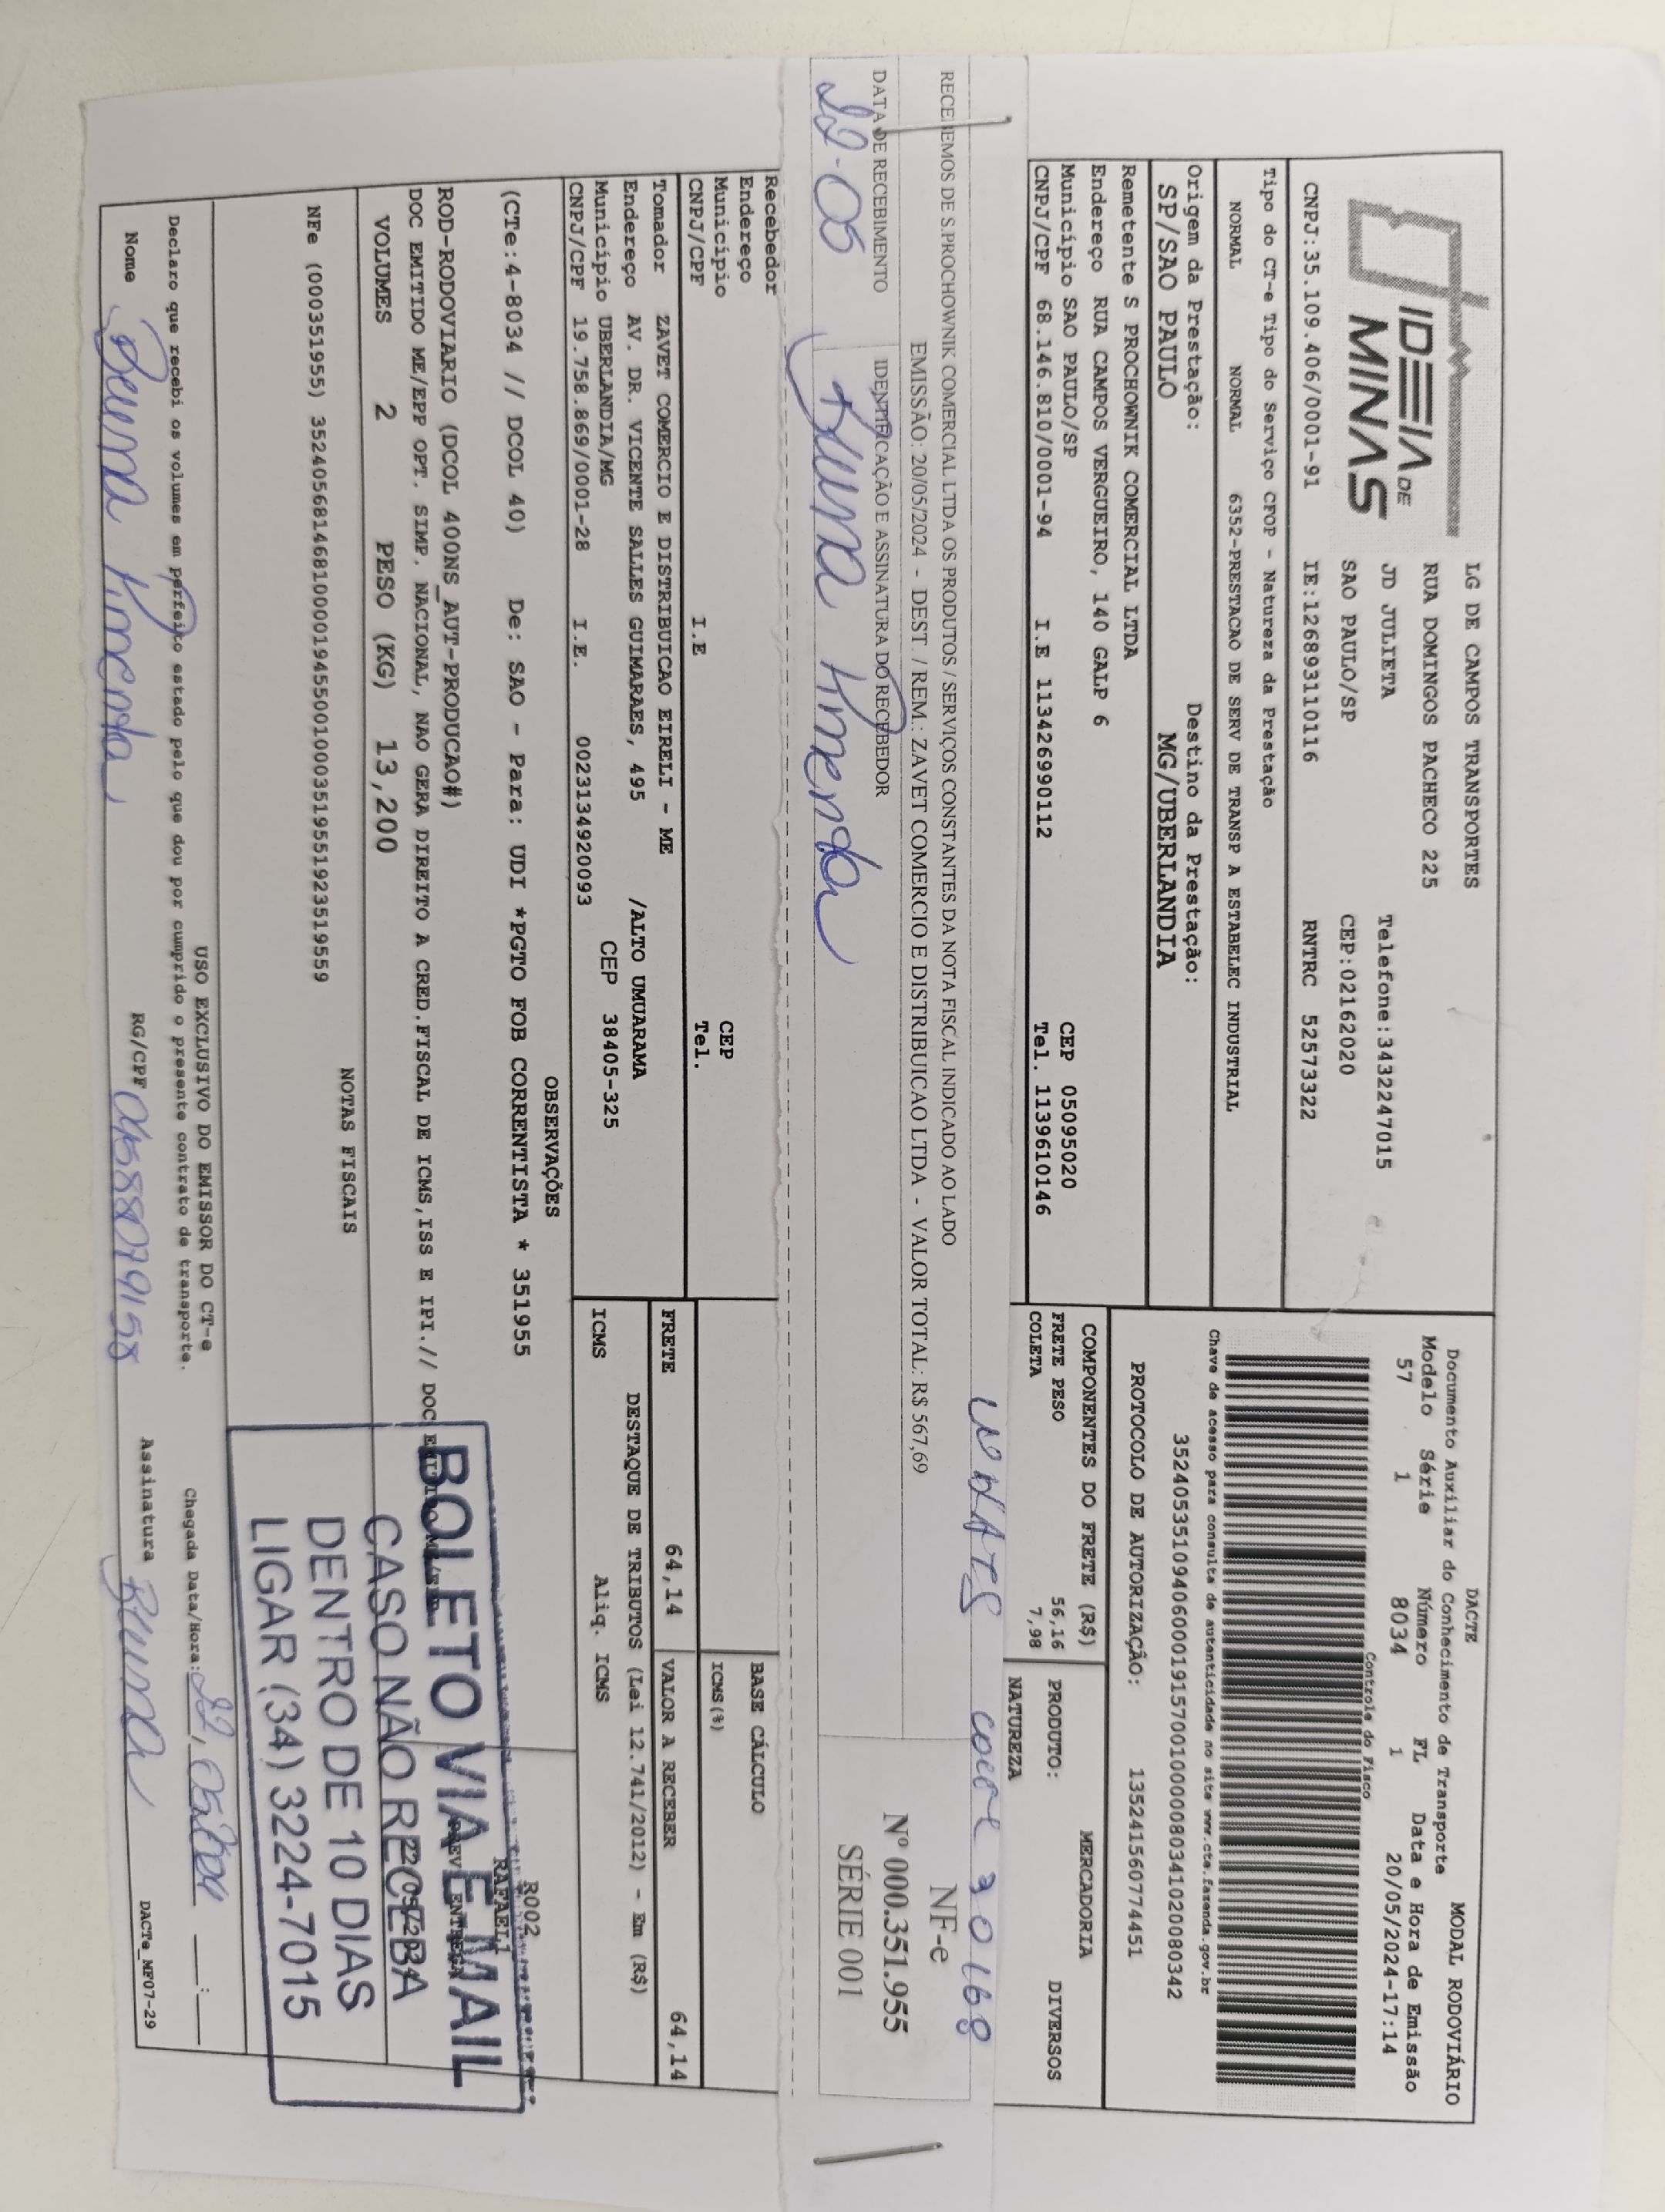 IDEIA DE
MINAS
LG DE CAMPOS TRANSPORTES
RUA DOMINGOS PACHECO 225
JD JULIETA Telefone:3432247015
SAO PAULO/SP CEP:02162020
CNPJ:35.109.406/0001-91 IE:126893110116 RNTRC 52573322
Tipo do CT-e Tipo do Serviço CFOP - Natureza da Prestação
NORMAL NORMAL 6352-PRESTACAO DE SERV DE TRANSP A ESTABELEC INDUSTRIAL
Origem da Prestação: Destino da Prestação:
SP/SAO PAULO MG/UBERLANDIA
Remetente S PROCHOWNIK COMERCIAL LTDA
Endereço RUA CAMPOS VERGUEIRO, 140 GALP 6
Município SAO PAULO/SP CEP 05095020
CNPJ/CPF 68.146.810/0001-94 I.E 113426990112 Tel. 1139610146
DACTE MODAL RODOVIÁRIO
Documento Auxiliar do Conhecimento de Transporte
Modelo Série Número FL Data e Hora de Emissão
57 1 8034 1 20/05/2024-17:14
Controle do Fisco
Chave de acesso para consulta de autenticidade no site www.cte.fazenda.gov.br
35240535109406000191570010000080341020080342
PROTOCOLO DE AUTORIZAÇÃO: 135241560774451
COMPONENTES DO FRETE (R$) MERCADORIA
FRETE PESO 56,16 PRODUTO: DIVERSOS
COLETA 7,98 NATUREZA
RECEBEMOS DE S.PROCHOWNIK COMERCIAL LTDA OS PRODUTOS / SERVIÇOS CONSTANTES DA NOTA FISCAL INDICADO AO LADO
EMISSÃO: 20/05/2024 - DEST. / REM.: ZAVET COMERCIO E DISTRIBUICAO LTDA - VALOR TOTAL: R$ 567,69
DATA DE RECEBIMENTO IDENTIFICAÇÃO E ASSINATURA DO RECEBEDOR
22-05 Bruna Pimenta
NF-e
Nº 000.351.955
SÉRIE 001
Recebedor
Endereço
Município CEP
CNPJ/CPF I.E Tel.
BASE CÁLCULO
ICMS(%)
Tomador ZAVET COMERCIO E DISTRIBUICAO EIRELI - ME
Endereço AV. DR. VICENTE SALLES GUIMARAES, 495 /ALTO UMUARAMA
Município UBERLANDIA/MG CEP 38405-325
CNPJ/CPF 19.758.869/0001-28 I.E. 0023134920093
FRETE 64,14 VALOR A RECEBER 64,14
DESTAQUE DE TRIBUTOS (Lei 12.741/2012) - Em (R$)
ICMS Aliq. ICMS
OBSERVAÇÕES
(CTe:4-8034 // DCOL 40) De: SAO - Para: UDI *PGTO FOB CORRENTISTA * 351955
R002
RAFAEL1
ROD-RODOVIARIO (DCOL 400NS_AUT-PRODUCAO#)
DOC EMITIDO ME/EPP OPT. SIMP. NACIONAL, NAO GERA DIREITO A CRED.FISCAL DE ICMS,ISS E IPI.// DOC
VOLUMES 2 PESO (KG) 13,200
PREV ENTREGA
NOTAS FISCAIS
NFe (000351955) 35240568146810000194550010003519551923519559
BOLETO VIA EMAIL
CASO NÃO RECEBA
DENTRO DE 10 DIAS
LIGAR (34) 3224-7015
USO EXCLUSIVO DO EMISSOR DO CT-e
Declaro que recebi os volumes em perfeito estado pelo que dou por cumprido o presente contrato de transporte.
Chegada Data/Hora: :
Nome Bruna Pimenta RG/CPF Assinatura Bruna
DACTe_MF07-29